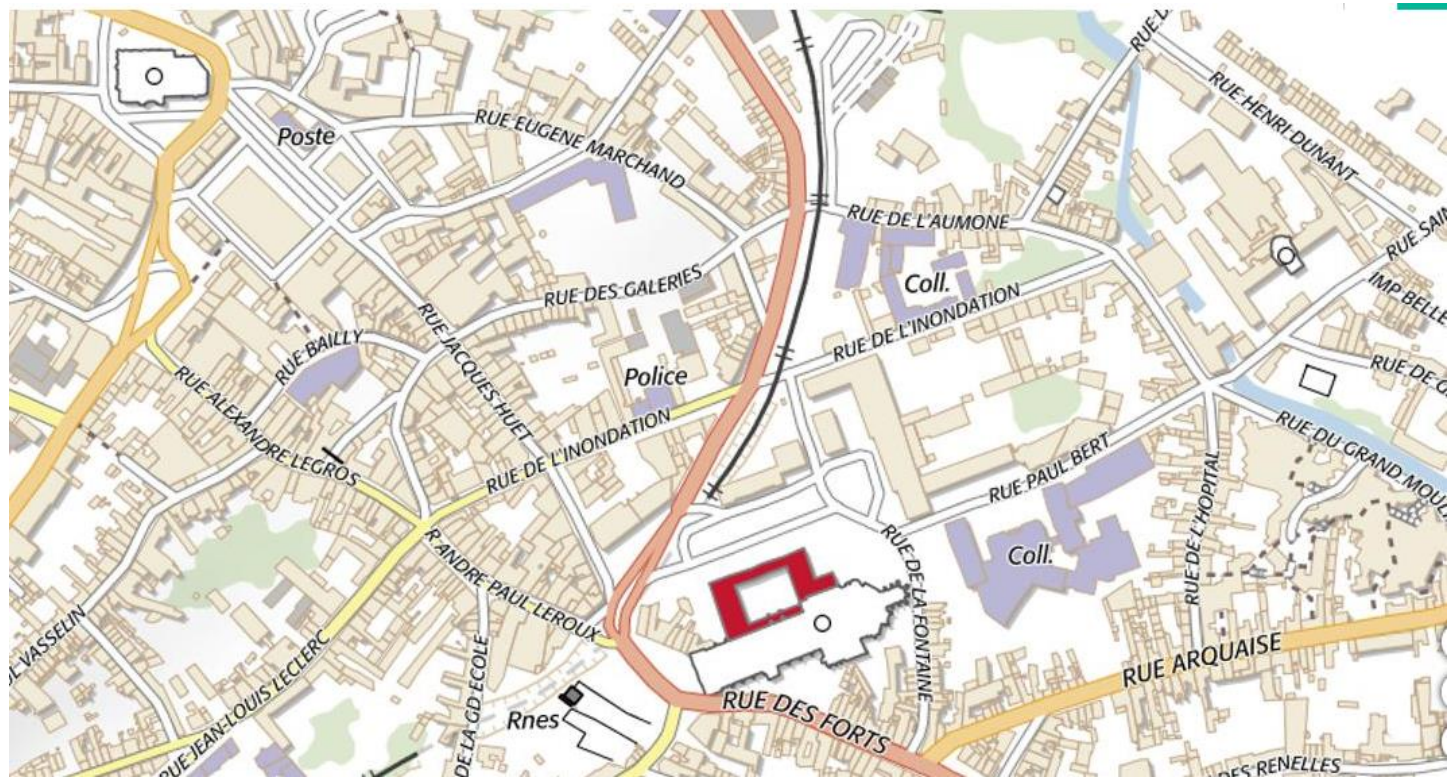 RUE D
RUE HENRI DUNANT
Poste
RUE EUGENE MARCHAND
RUE DE L'AUMONE
RUE SAIN
Coll.
IMP BELLE
RUE DES GALERIES
RUE JACQUES HUET
RUE DE L'INONDATION
RUE BAILLY
RUE DE G
Police
RUE ALEXANDRE LEGROS
RUE DE L'INONDATION
RUE PAUL BERT
RUE DU GRAND MOUL
RUE DE L'HOPITAL
Coll.
R ANDRE PAUL LEROUX
RUE DE LA FONTAINE
UL VASSELIN
RUE JEAN-LOUIS LECLERC
DE LA GD ECOLE
RUE ARQUAISE
Rnes
RUE DES FORTS
DES RENELLES